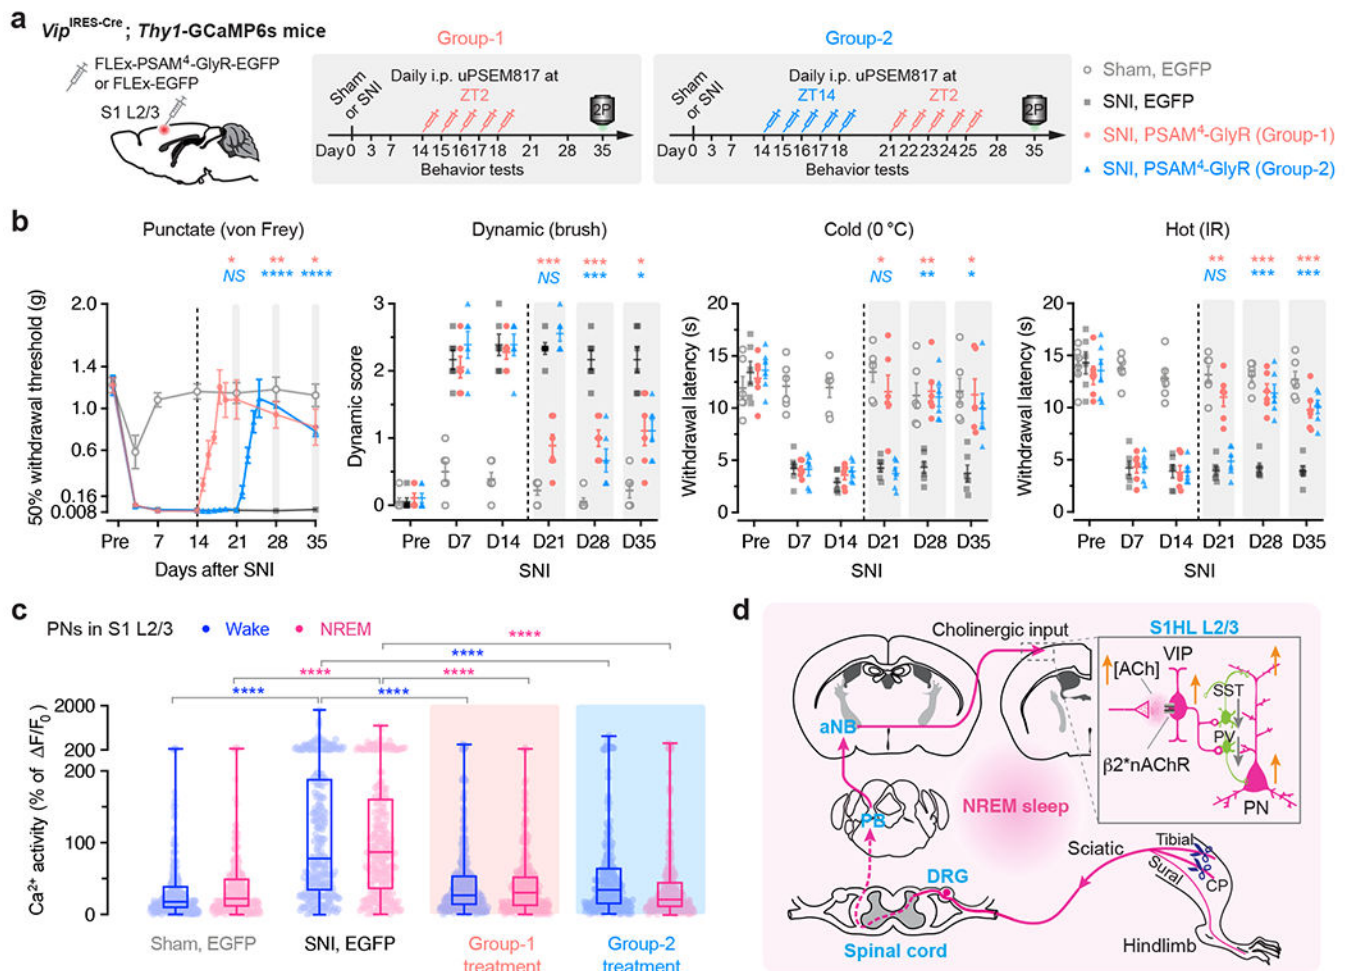 a
Vip^IRES-Cre ; Thy1-GCaMP6s mice
FLEx-PSAM⁴-GlyR-EGFP
or FLEx-EGFP
S1 L2/3
Group-1
Sham
or SNI
Daily i.p. uPSEM817 at
ZT2
2P
Day 0 3 7 14 15 16 17 18 21 28 35
Behavior tests
Group-2
Sham
or SNI
Daily i.p. uPSEM817 at
ZT14 ZT2
2P
Day 0 3 7 14 15 16 17 18 21 22 23 24 25 28 35
Behavior tests
Sham, EGFP
SNI, EGFP
SNI, PSAM⁴-GlyR (Group-1)
SNI, PSAM⁴-GlyR (Group-2)
b
Punctate (von Frey)
* ** *
NS **** ****
50% withdrawal threshold (g)
2.0
1.4
1.0
0.6
0.16
0.008
Pre 7 14 21 28 35
Days after SNI
Dynamic (brush)
*** *** *
NS *** *
Dynamic score
3
2
1
0
Pre D7 D14 D21 D28 D35
SNI
Cold (0 °C)
* ** *
NS ** *
Withdrawal latency (s)
20
15
10
5
0
Pre D7 D14 D21 D28 D35
SNI
Hot (IR)
** *** ***
NS *** ***
Withdrawal latency (s)
20
15
10
5
0
Pre D7 D14 D21 D28 D35
SNI
c
PNs in S1 L2/3 Wake NREM
****
****
**** ****
**** ****
Ca²⁺ activity (% of ΔF/F₀)
2000
200
200
100
0
Sham, EGFP SNI, EGFP Group-1 Group-2
treatment treatment
d
Cholinergic input
S1HL L2/3
VIP
[ACh]
SST
PV
β2*nAChR
PN
aNB
NREM sleep
PB
Sciatic
Tibial
Sural
CP
DRG
Spinal cord
Hindlimb